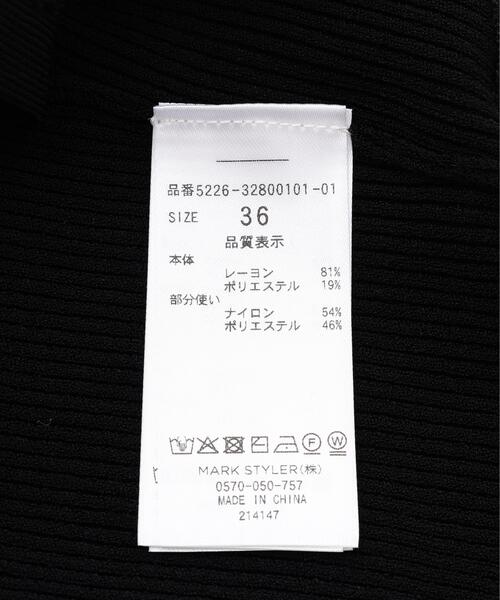 品番5226-32800101-01
SIZE 36
品質表示
本体
レーヨン 81%
ポリエステル 19%
部分使い
ナイロン 54%
ポリエステル 46%
F W
MARK STYLER(株)
0570-050-757
MADE IN CHINA
214147